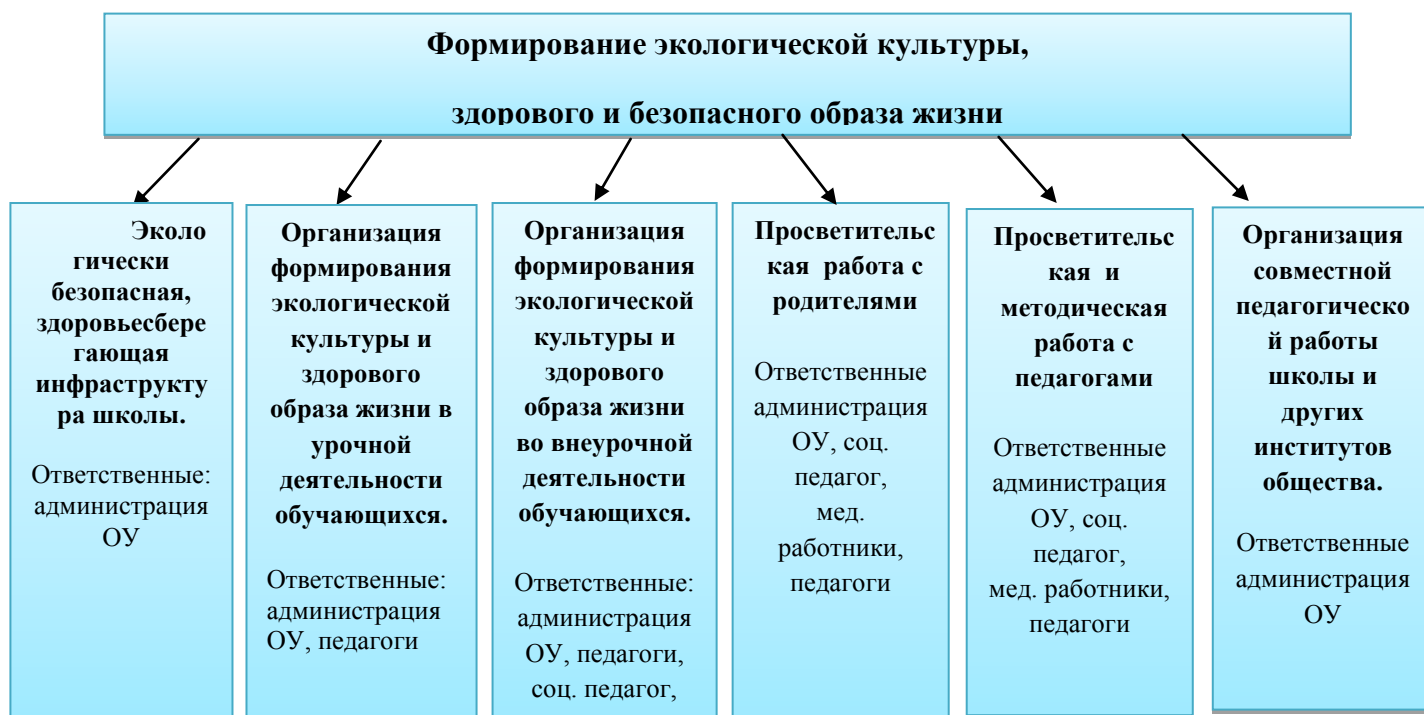 Формирование экологической культуры,
здорового и безопасного образа жизни
Эколо
гически
безопасная,
здоровьесбере
гающая
инфраструкту
ра школы.
Ответственные:
администрация
ОУ
Организация
формирования
экологической
культуры и
здорового
образа жизни в
урочной
деятельности
обучающихся.
Ответственные:
администрация
ОУ, педагоги
Организация
формирования
экологической
культуры и
здорового
образа жизни
во внеурочной
деятельности
обучающихся.
Ответственные:
администрация
ОУ, педагоги,
соц. педагог,
Просветительс
кая работа с
родителями
Ответственные
администрация
ОУ, соц.
педагог,
мед.
работники,
педагоги
Просветительс
кая и
методическая
работа с
педагогами
Ответственные
администрация
ОУ, соц.
педагог,
мед. работники,
педагоги
Организация
совместной
педагогическо
й работы
школы и
других
институтов
общества.
Ответственные
администрация
ОУ